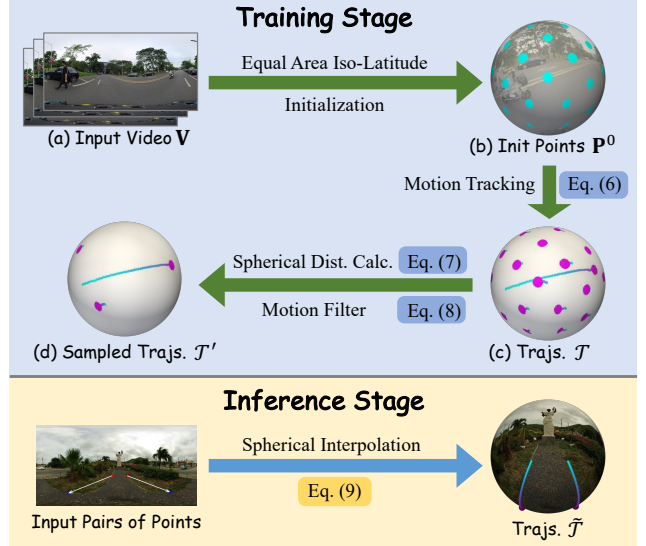 Training Stage
Equal Area Iso-Latitude
Initialization
(a) Input Video V
(b) Init Points P⁰
Motion Tracking
Eq. (6)
Spherical Dist. Calc.
Eq. (7)
Motion Filter
Eq. (8)
(d) Sampled Trajs. 𝒯′
(c) Trajs. 𝒯
Inference Stage
Spherical Interpolation
Eq. (9)
Input Pairs of Points
Trajs. 𝒯̃